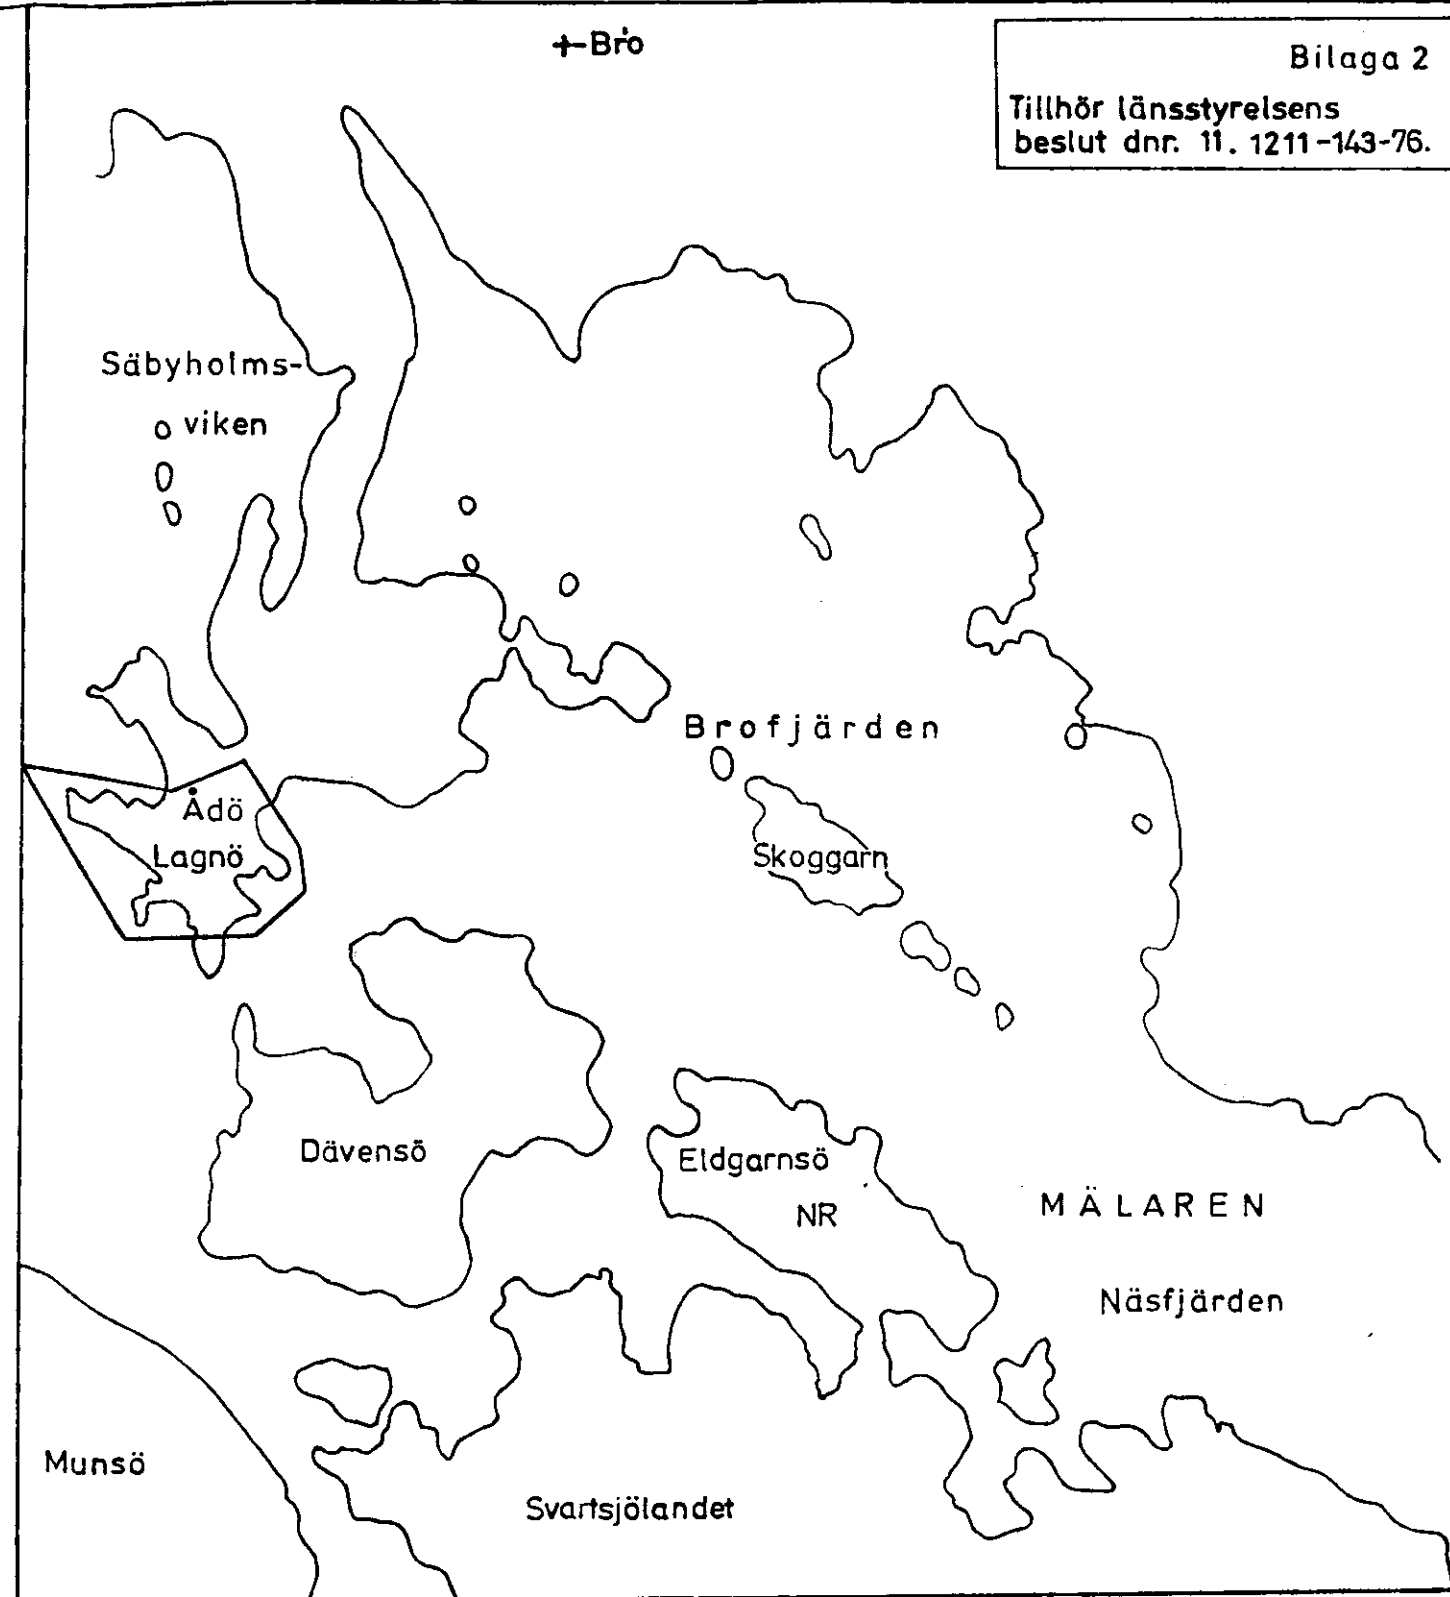 Bro
Bilaga 2
Tillhör länsstyrelsens
beslut dnr. 11. 1211-143-76.
Säbyholms-
viken
Brofjärden
Ådö
Lagnö
Skoggarn
Dävensö
Eldgarnsö
NR
MÄLAREN
Näsfjärden
Munsö
Svartsjölandet